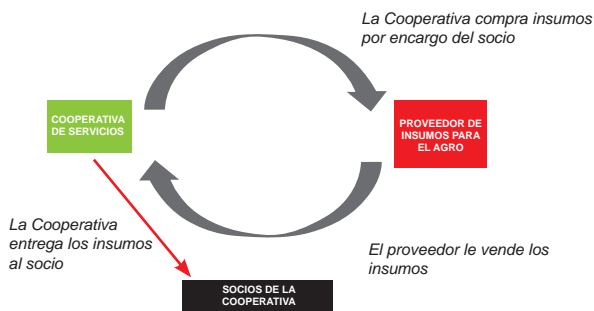 La Cooperativa compra insumos
por encargo del socio
COOPERATIVA
DE SERVICIOS
PROVEEDOR DE
INSUMOS PARA
EL AGRO
La Cooperativa
entrega los insumos
al socio
El proveedor le vende los
insumos
SOCIOS DE LA
COOPERATIVA